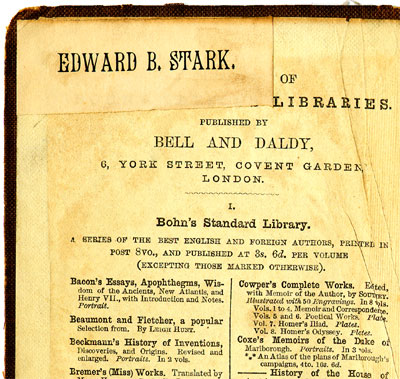 EDWARD B. STARK.
OF
LIBRARIES.
PUBLISHED BY
BELL AND DALDY,
6, YORK STREET, COVENT GARDEN,
LONDON.
I.
Bohn's Standard Library.
A SERIES OF THE BEST ENGLISH AND FOREIGN AUTHORS, PRINTED IN
POST 8VO., AND PUBLISHED AT 3s. 6d. PER VOLUME
(EXCEPTING THOSE MARKED OTHERWISE).
Bacon's Essays, Apophthegms, Wis-
dom of the Ancients, New Atlantis, and
Henry VII., with Introduction and Notes.
Portrait.
Beaumont and Fletcher, a popular
Selection from. By LEIGH HUNT.
Beckmann's History of Inventions,
Discoveries, and Origins. Revised and
enlarged. Portraits. In 2 vols.
Bremer's (Miss) Works. Translated by
Cowper's Complete Works. Edited,
with Memoir of the Author, by SOUTHEY.
Illustrated with 50 Engravings. In 8 vols.
Vols. 1 to 4. Memoir and Correspondence.
Vols. 5 and 6. Poetical Works. Plates.
Vol. 7. Homer's Iliad. Plates.
Vol. 8. Homer's Odyssey. Plates.
Coxe's Memoirs of the Duke of
Marlborough. Portraits. In 3 vols.
*** An Atlas of the plans of Marlborough's
campaigns, 4to. 10s. 6d.
History of the House of